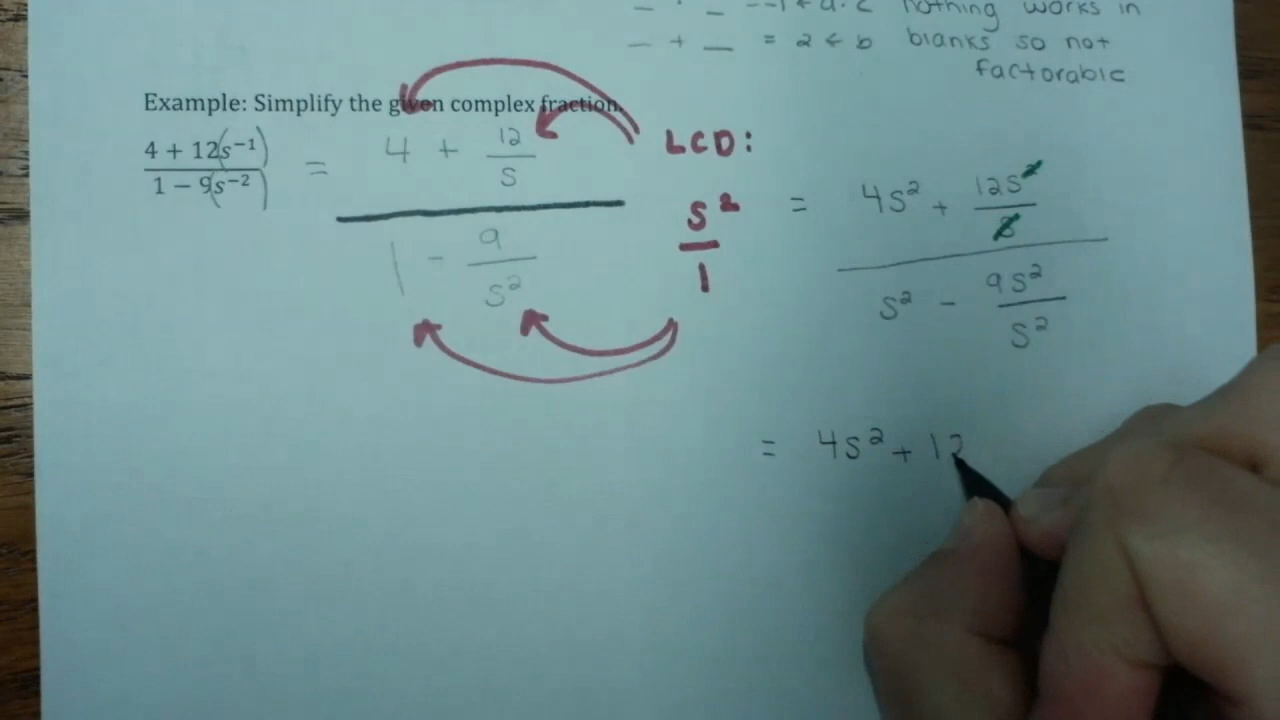 _ · _ = -1 ← a·c nothing works in
_ + _ = 2 ← b blanks so not
factorable
Example: Simplify the given complex fraction.
4 + 12(s⁻¹)
1 − 9(s⁻²)
=
4 + 12/s
1 - 9/s²
LCD:
s²
1
=
4s² + 12s²/s
s² - 9s²/s²
= 4s² + 12